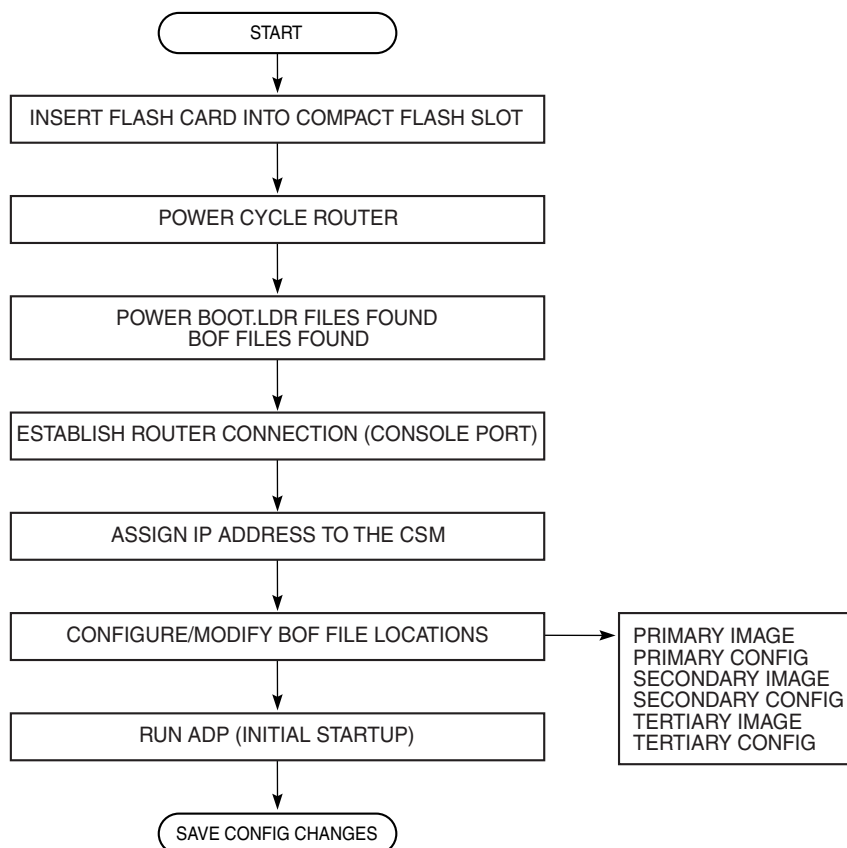 START
INSERT FLASH CARD INTO COMPACT FLASH SLOT
POWER CYCLE ROUTER
POWER BOOT.LDR FILES FOUND
BOF FILES FOUND
ESTABLISH ROUTER CONNECTION (CONSOLE PORT)
ASSIGN IP ADDRESS TO THE CSM
CONFIGURE/MODIFY BOF FILE LOCATIONS
PRIMARY IMAGE
PRIMARY CONFIG
SECONDARY IMAGE
SECONDARY CONFIG
TERTIARY IMAGE
TERTIARY CONFIG
RUN ADP (INITIAL STARTUP)
SAVE CONFIG CHANGES